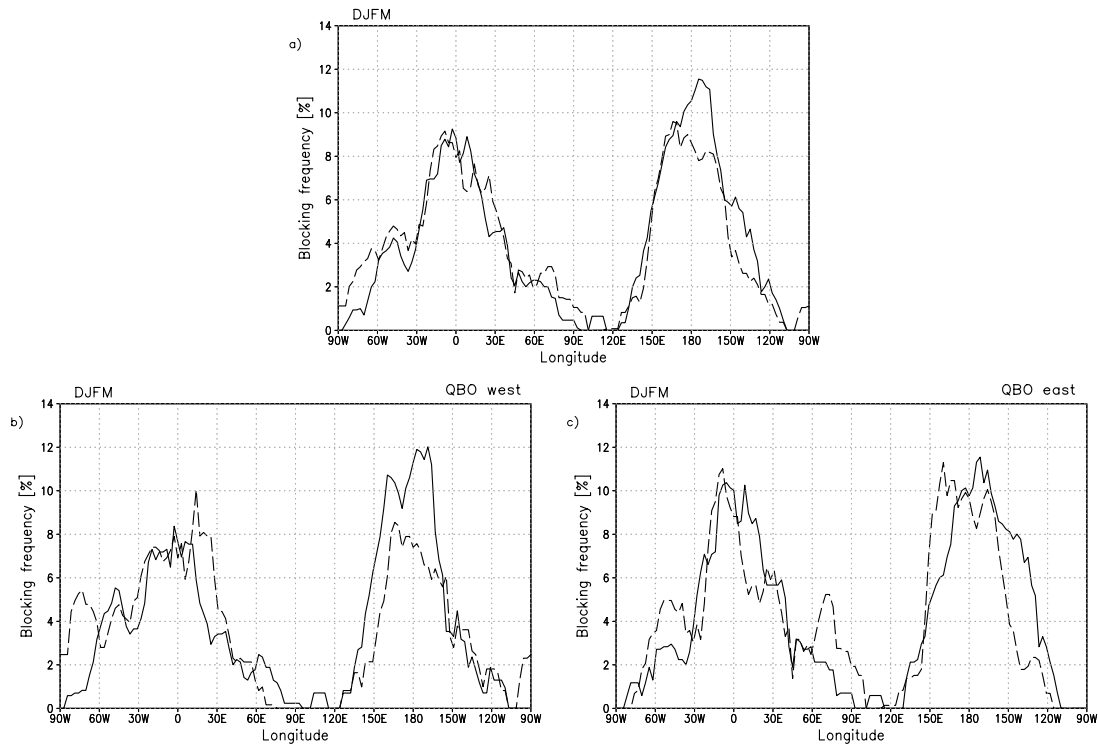 DJFM
a)
14
12
10
8
6
4
2
0
Blocking frequency [%]
90W 60W 30W 0 30E 60E 90E 120E 150E 180 150W 120W 90W
Longitude
DJFM QBO west
b)
14
12
10
8
6
4
2
0
Blocking frequency [%]
90W 60W 30W 0 30E 60E 90E 120E 150E 180 150W 120W 90W
Longitude
DJFM QBO east
c)
14
12
10
8
6
4
2
0
Blocking frequency [%]
90W 60W 30W 0 30E 60E 90E 120E 150E 180 150W 120W 90W
Longitude